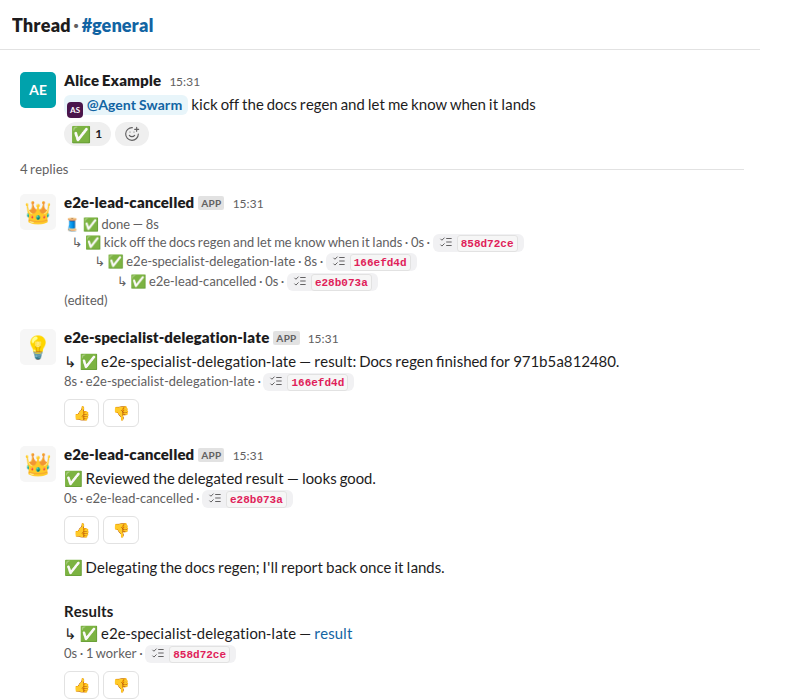 Thread · #general
AE
Alice Example 15:31
AS @Agent Swarm kick off the docs regen and let me know when it lands
✅ 1
4 replies
e2e-lead-cancelled APP 15:31
🧵 ✅ done — 8s
↳ ✅ kick off the docs regen and let me know when it lands · 0s · 858d72ce
↳ ✅ e2e-specialist-delegation-late · 8s · 166efd4d
↳ ✅ e2e-lead-cancelled · 0s · e28b073a
(edited)
e2e-specialist-delegation-late APP 15:31
↳ ✅ e2e-specialist-delegation-late — result: Docs regen finished for 971b5a812480.
8s · e2e-specialist-delegation-late · 166efd4d
👍 👎
e2e-lead-cancelled APP 15:31
✅ Reviewed the delegated result — looks good.
0s · e2e-lead-cancelled · e28b073a
👍 👎
✅ Delegating the docs regen; I'll report back once it lands.
Results
↳ ✅ e2e-specialist-delegation-late — result
0s · 1 worker · 858d72ce
👍 👎